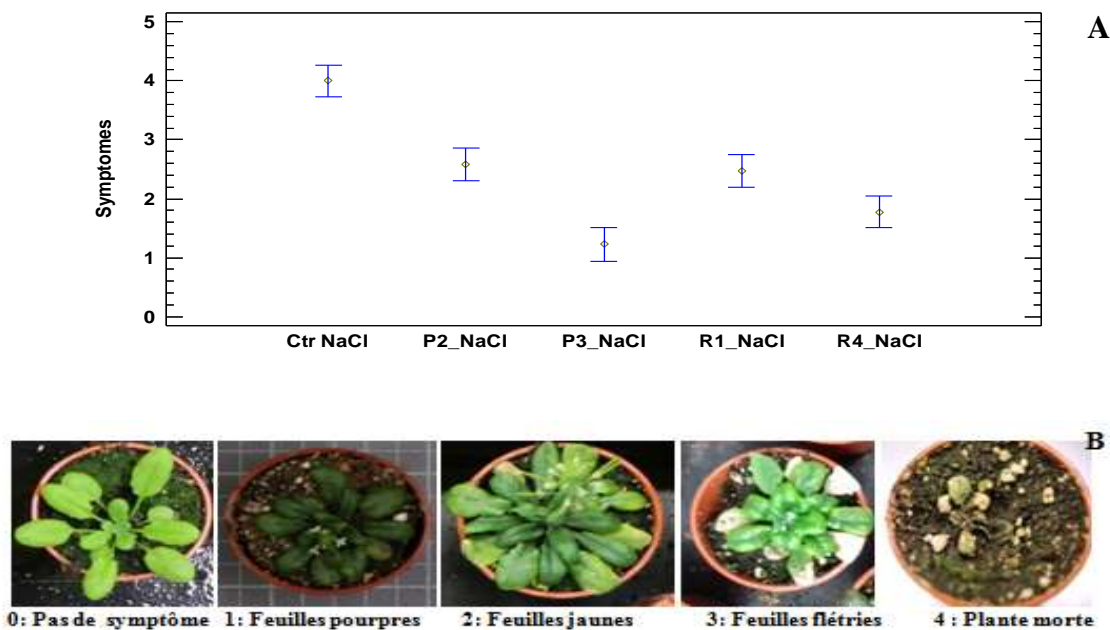 A
5
4
3
2
1
0
Symptomes
Ctr NaCl P2_NaCl P3_NaCl R1_NaCl R4_NaCl
B
0: Pas de symptôme 1: Feuilles pourpres 2: Feuilles jaunes 3: Feuilles flétries 4 : Plante morte